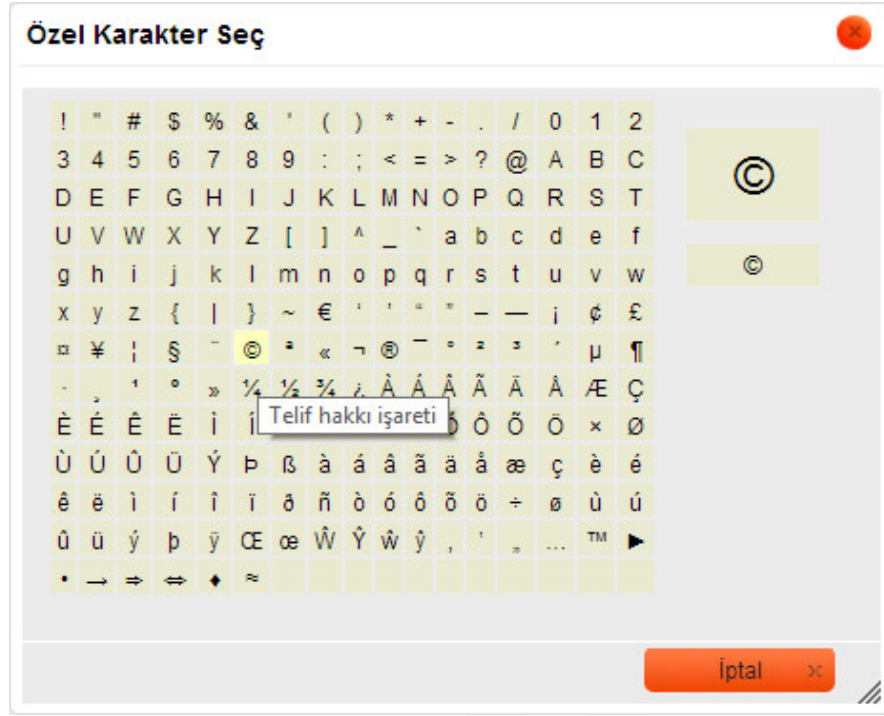 Özel Karakter Seç
! " # $ % & ' ( ) * + - . / 0 1 2
3 4 5 6 7 8 9 : ; < = > ? @ A B C
D E F G H I J K L M N O P Q R S T
U V W X Y Z [ ] ^ _ ` a b c d e f
g h i j k l m n o p q r s t u v w
x y z { | } ~ € ‘ ’ “ ” – — ¡ ¢ £
¤ ¥ ¦ § ¨ © ª « ¬ ® ¯ ° ² ³ ´ µ ¶
· ¸ ¹ º » ¼ ½ ¾ ¿ À Á Â Ã Ä Å Æ Ç
È É Ê Ë Ì Í Ó Ô Õ Ö × Ø
Telif hakkı işareti
Ù Ú Û Ü Ý Þ ß à á â ã ä å æ ç è é
ê ë ì í î ï ð ñ ò ó ô õ ö ÷ ø ù ú
û ü ý þ ÿ Œ œ Ŵ Ŷ ŵ ŷ ‚ ‛ „ … ™ ►
• → ⇒ ⇔ ♦ ≈
©
©
İptal